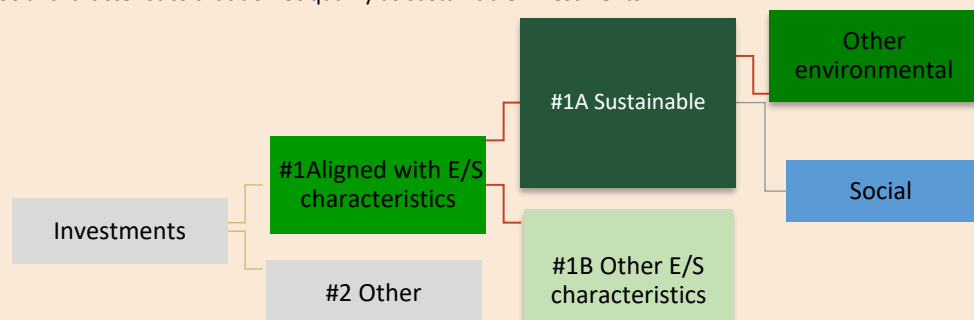 Other
environmental
#1A Sustainable
#1Aligned with E/S
characteristics
Social
Investments
#1B Other E/S
characteristics
#2 Other